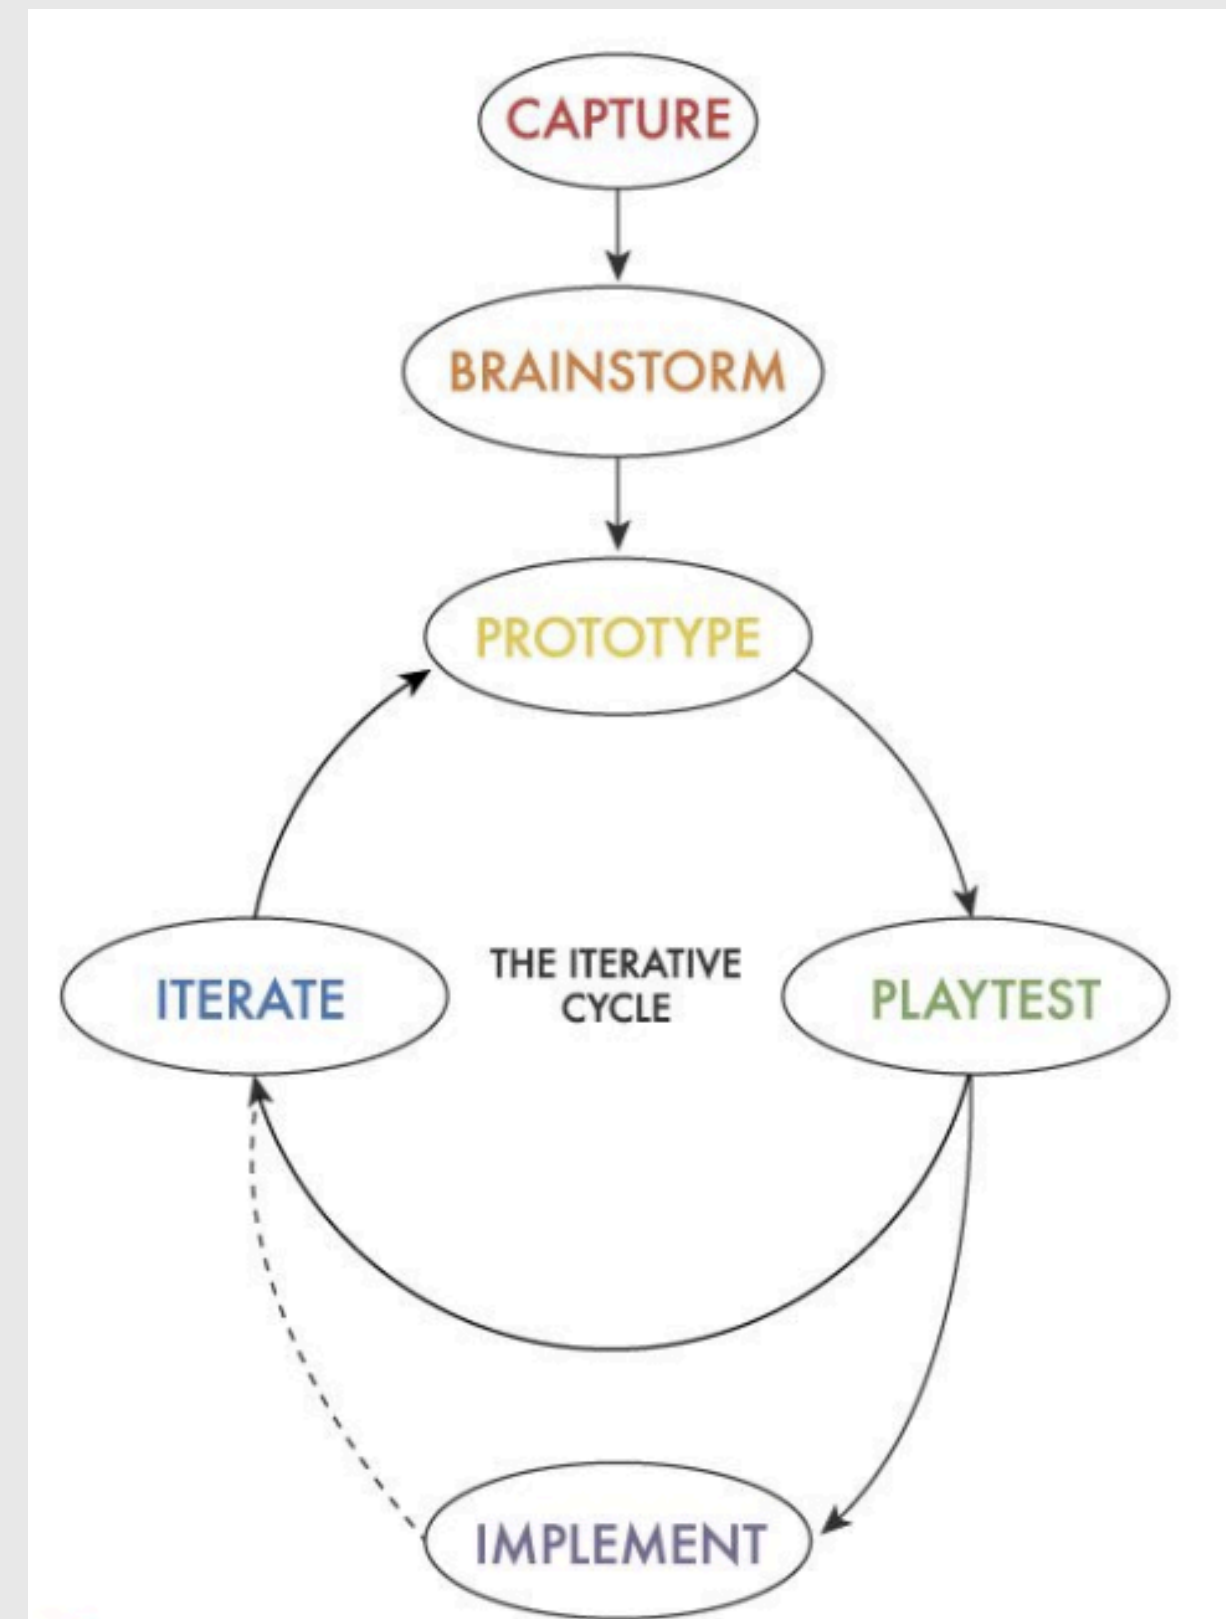 CAPTURE
BRAINSTORM
PROTOTYPE
ITERATE
THE ITERATIVE
CYCLE
PLAYTEST
IMPLEMENT